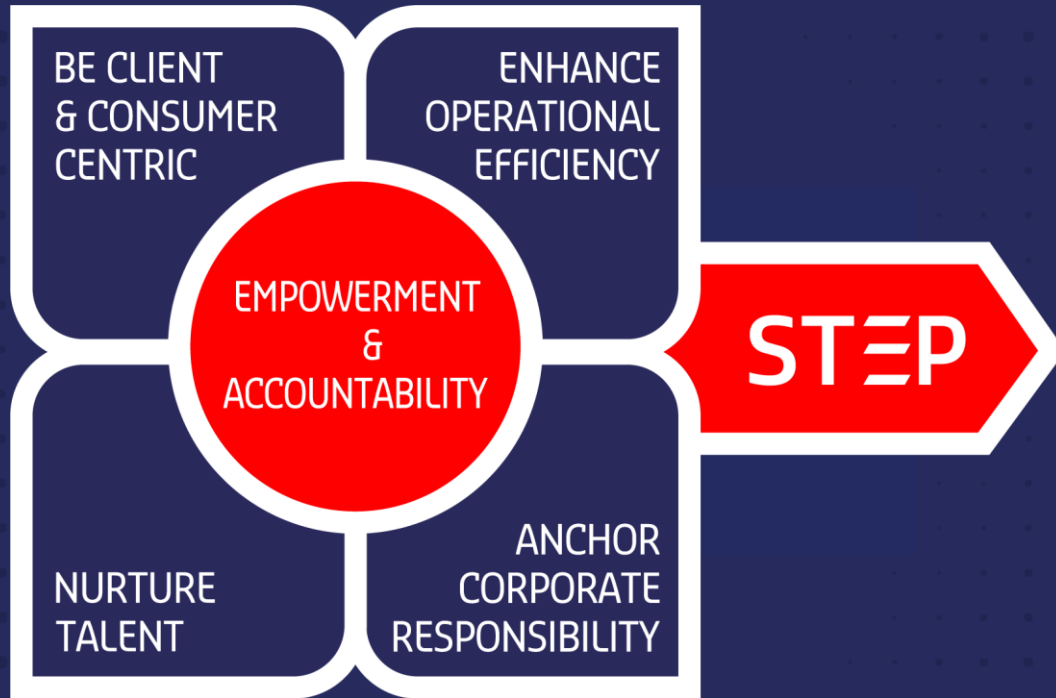 BE CLIENT
& CONSUMER
CENTRIC
ENHANCE
OPERATIONAL
EFFICIENCY
EMPOWERMENT
&
ACCOUNTABILITY
STEP
NURTURE
TALENT
ANCHOR
CORPORATE
RESPONSIBILITY